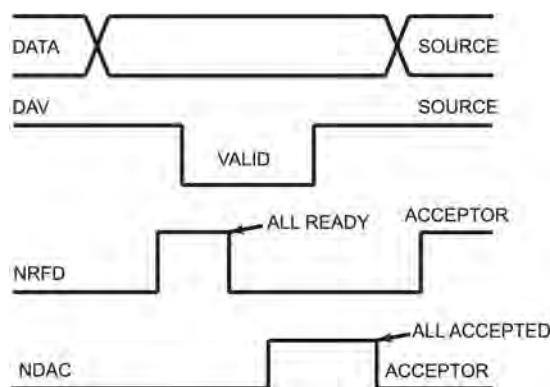 DATA SOURCE
DAV SOURCE
VALID
ALL READY
ACCEPTOR
NRFD
ALL ACCEPTED
NDAC ACCEPTOR